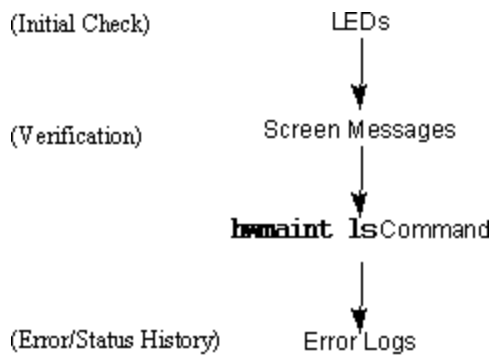 (Initial Check) LEDs
(Verification) Screen Messages
hwmaint ls Command
(Error/Status History) Error Logs